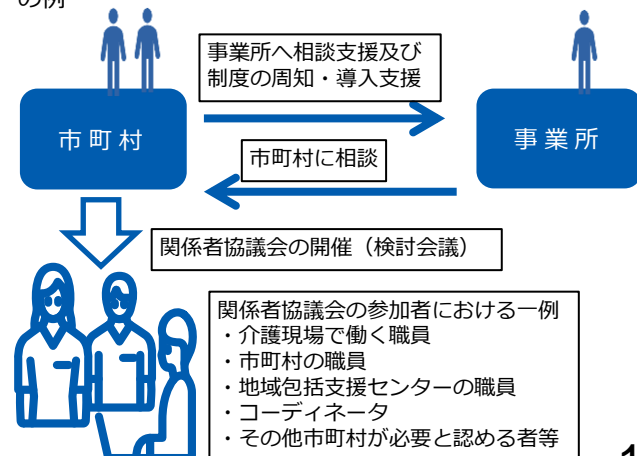 の例
事業所へ相談支援及び
制度の周知・導入支援
市町村
事業所
市町村に相談
関係者協議会の開催（検討会議）
関係者協議会の参加者における一例
・介護現場で働く職員
・市町村の職員
・地域包括支援センターの職員
・コーディネータ
・その他市町村が必要と認める者等